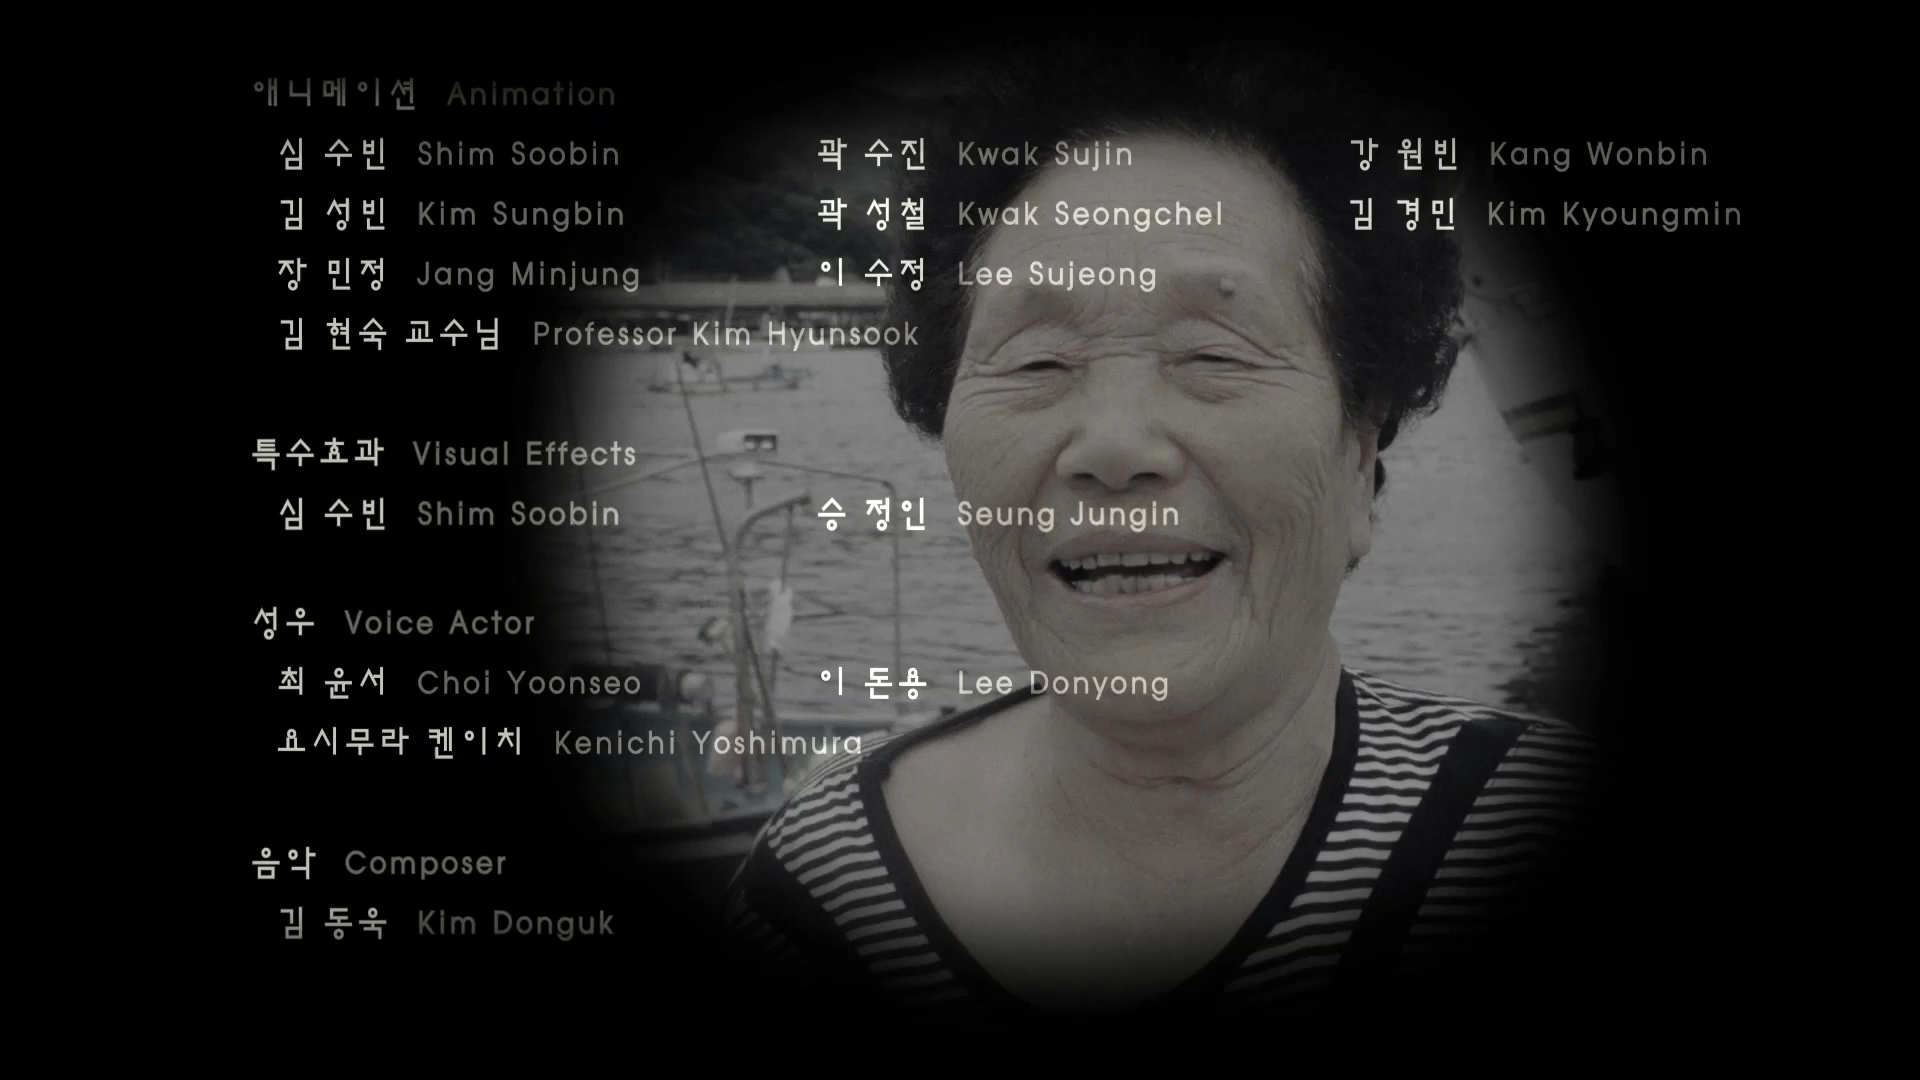 애니메이션 Animation
심 수빈 Shim Soobin 곽 수진 Kwak Sujin 강 원빈 Kang Wonbin
김 성빈 Kim Sungbin 곽 성철 Kwak Seongchel 김 경민 Kim Kyoungmin
장 민정 Jang Minjung 이 수정 Lee Sujeong
김 현숙 교수님 Professor Kim Hyunsook
특수효과 Visual Effects
심 수빈 Shim Soobin 승 정인 Seung Jungin
성우 Voice Actor
최 윤서 Choi Yoonseo 이 돈용 Lee Donyong
요시무라 켄이치 Kenichi Yoshimura
음악 Composer
김 동욱 Kim Donguk